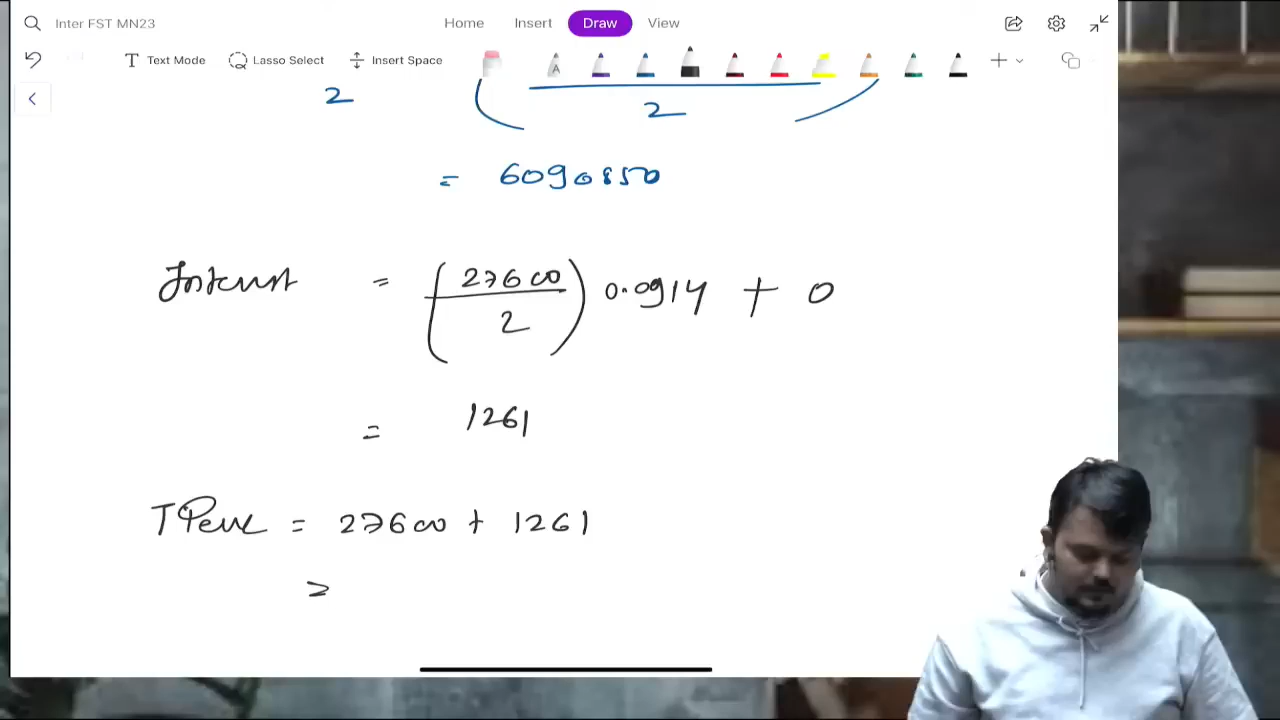 Inter FST MN23
Home Insert Draw View
Text Mode Lasso Select Insert Space
A
2 2
= 6090850
Interest = (27600/2) 0.0914 + 0
= 1261
= 27600 + 1261